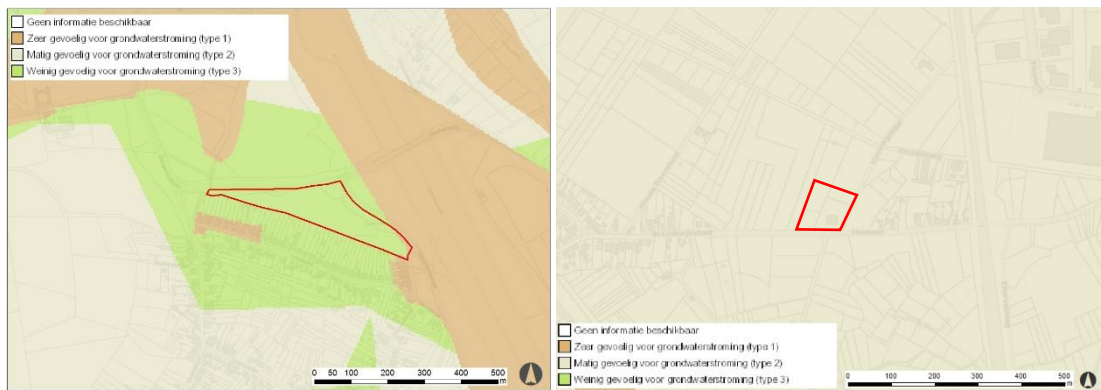 Geen informatie beschikbaar
Zeer gevoelig voor grondwaterstroming (type 1)
Matig gevoelig voor grondwaterstroming (type 2)
Weinig gevoelig voor grondwaterstroming (type 3)
0 50 100 200 300 400 500
m
Geen informatie beschikbaar
Zeer gevoelig voor grondwaterstroming (type 1)
Matig gevoelig voor grondwaterstroming (type 2)
Weinig gevoelig voor grondwaterstroming (type 3)
0 100 200 300 400 500
m